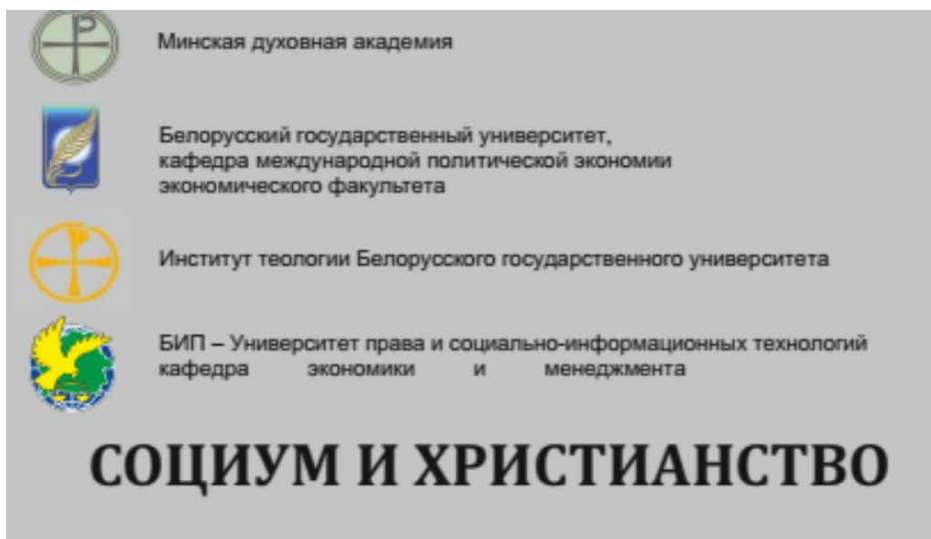 Минская духовная академия
Белорусский государственный университет,
кафедра международной политической экономии
экономического факультета
Институт теологии Белорусского государственного университета
БИП – Университет права и социально-информационных технологий
кафедра экономики и менеджмента
СОЦИУМ И ХРИСТИАНСТВО